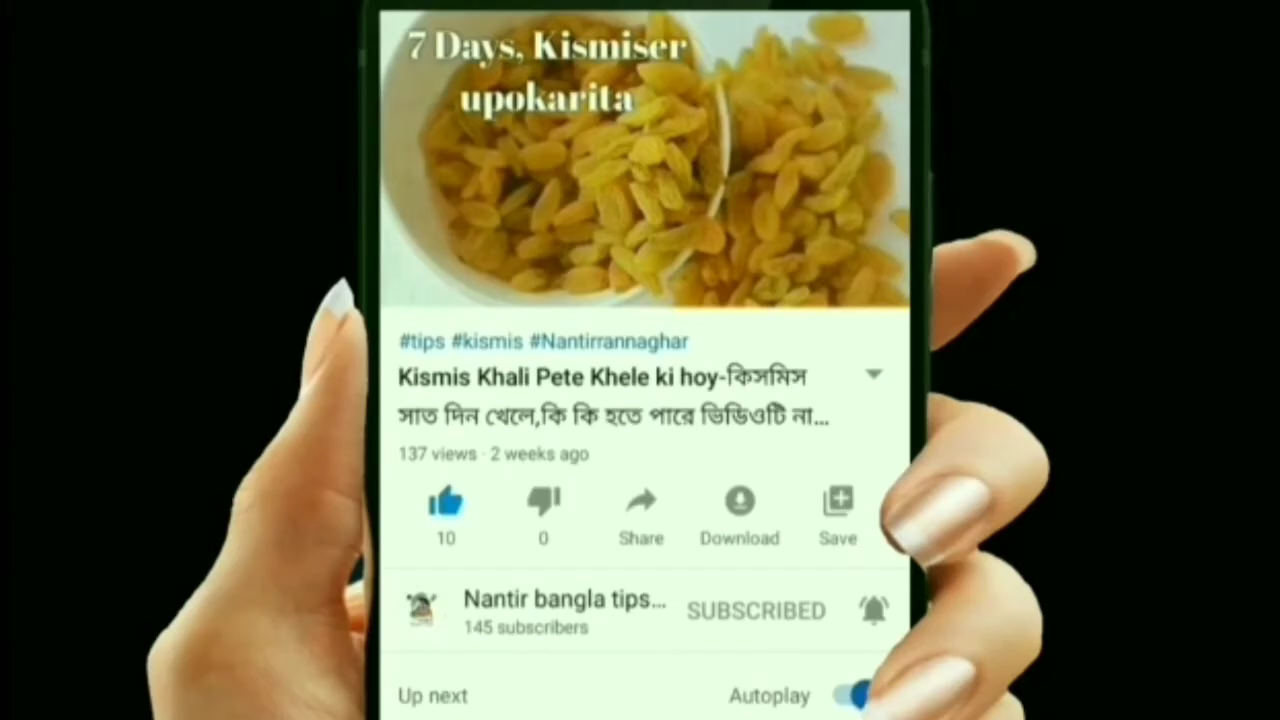 7 Days, Kismiser
upokarita
#tips #kismis #Nantirrannaghar
Kismis Khali Pete Khele ki hoy-কিসমিস
সাত দিন খেলে,কি কি হতে পারে ভিডিওটি না...
137 views · 2 weeks ago
10
0
Share
Download
Save
Nantir bangla tips...
SUBSCRIBED
145 subscribers
Up next
Autoplay